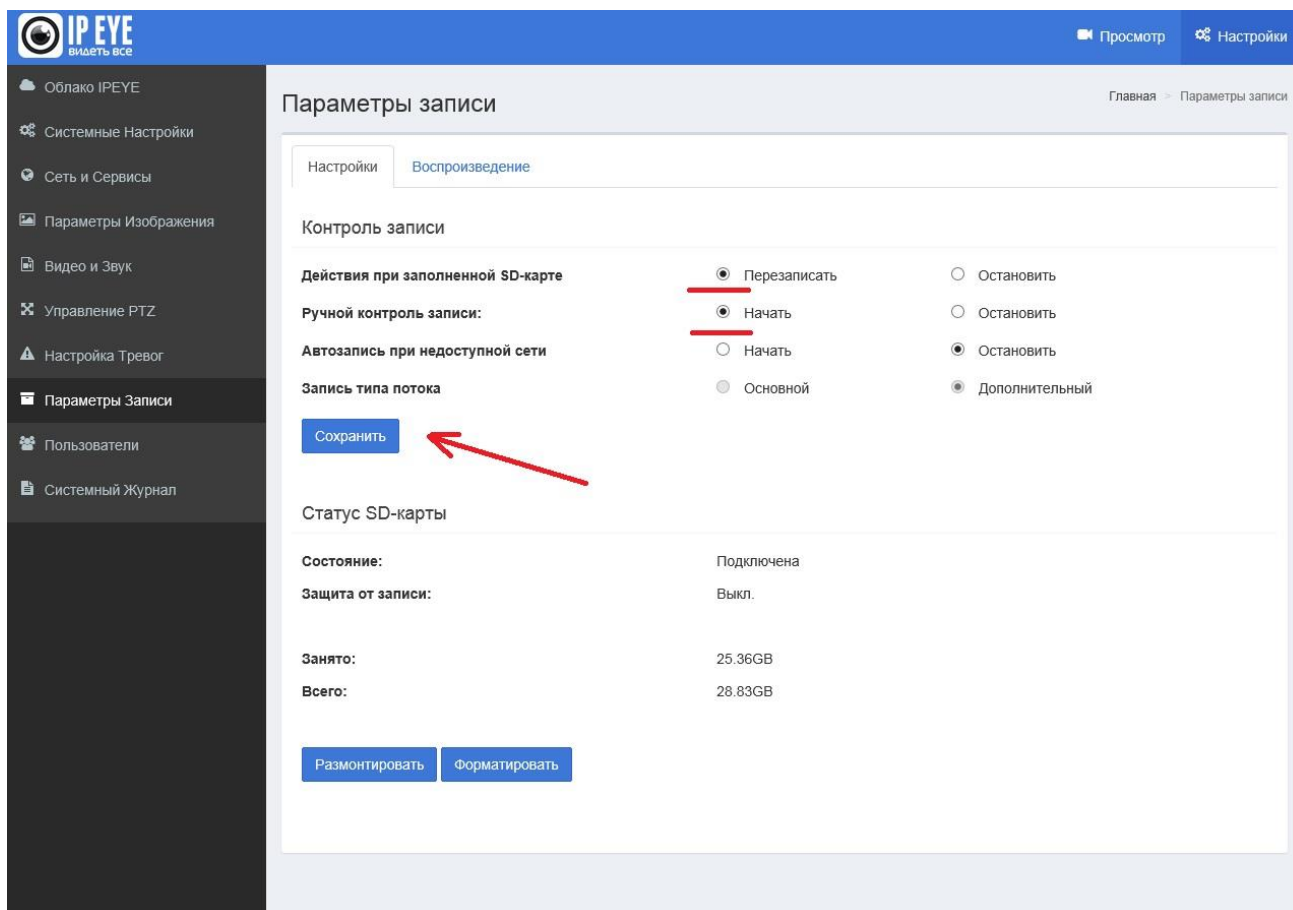 IP EYE
видеть все
Просмотр Настройки
Облако IPEYE
Системные Настройки
Сеть и Сервисы
Параметры Изображения
Видео и Звук
Управление PTZ
Настройка Тревог
Параметры Записи
Пользователи
Системный Журнал
Параметры записи
Главная > Параметры записи
Настройки Воспроизведение
Контроль записи
Действия при заполненной SD-карте Перезаписать Остановить
Ручной контроль записи: Начать Остановить
Автозапись при недоступной сети Начать Остановить
Запись типа потока Основной Дополнительный
Сохранить
Статус SD-карты
Состояние: Подключена
Защита от записи: Выкл.
Занято: 25.36GB
Всего: 28.83GB
Размонтировать Форматировать